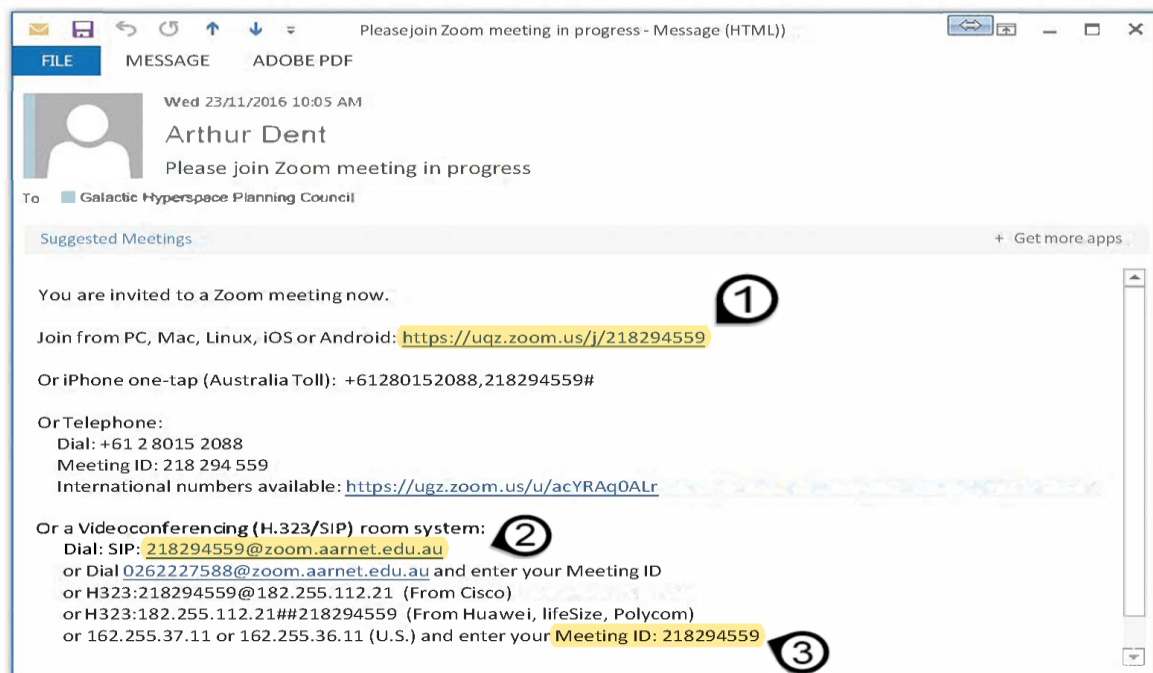 Pleasejoin Zoom meeting in progress - Message (HTML))
FILE MESSAGE ADOBE PDF
Wed 23/11/2016 10:05 AM
Arthur Dent
Please join Zoom meeting in progress
To Galactic Hyperspace Planning Council
Suggested Meetings + Get more apps
You are invited to a Zoom meeting now.
1
Join from PC, Mac, Linux, iOS or Android: https://uqz.zoom.us/j/218294559
Or iPhone one-tap (Australia Toll): +61280152088,218294559#
Or Telephone:
Dial: +61 2 8015 2088
Meeting ID: 218 294 559
International numbers available: https://ugz.zoom.us/u/acYRAq0ALr
Or a Videoconferencing (H.323/SIP) room system:
2
Dial: SIP: 218294559@zoom.aarnet.edu.au
or Dial 0262227588@zoom.aarnet.edu.au and enter your Meeting ID
or H323:218294559@182.255.112.21 (From Cisco)
or H323:182.255.112.21##218294559 (From Huawei, lifeSize, Polycom)
or 162.255.37.11 or 162.255.36.11 (U.S.) and enter your Meeting ID: 218294559
3